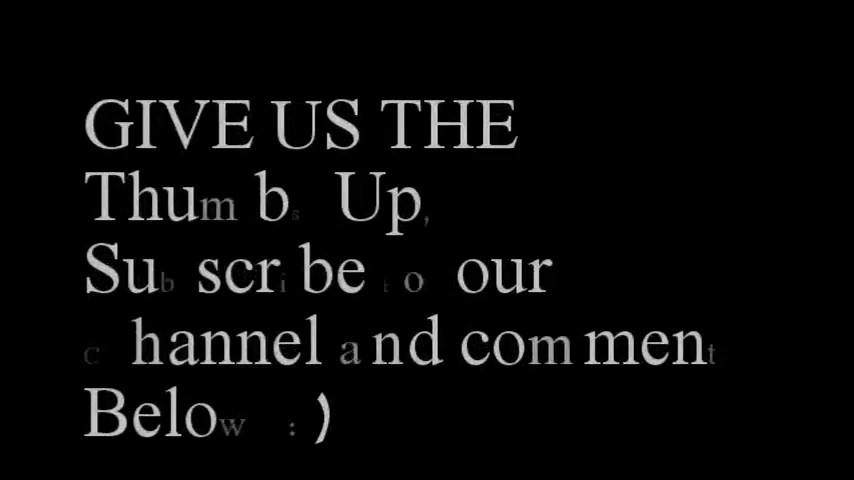 GIVE US THE
Thumbs Up,
Subscribe to our
Channel and comment
Below :)